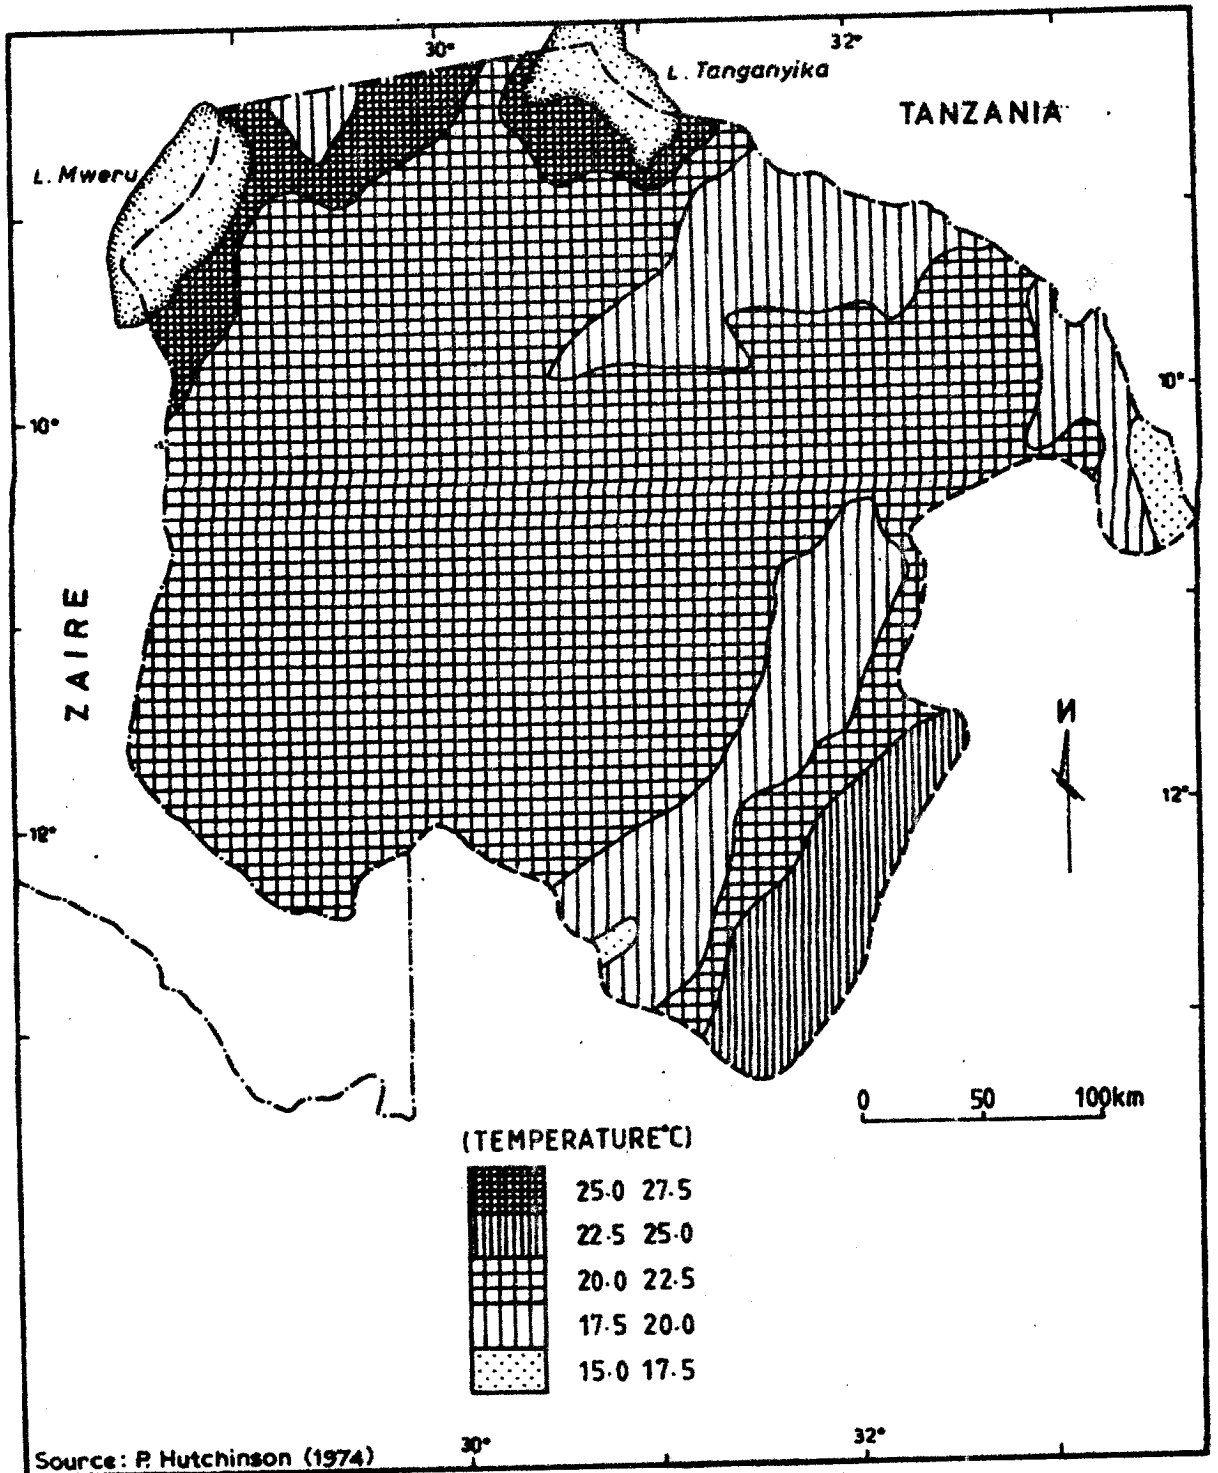 30°
32°
L. Tanganyika
TANZANIA
L. Mweru
10°
10°
ZAIRE
N
12°
12°
0 50 100km
(TEMPERATURE°C)
25.0 27.5
22.5 25.0
20.0 22.5
17.5 20.0
15.0 17.5
30°
32°
Source: P. Hutchinson (1974)